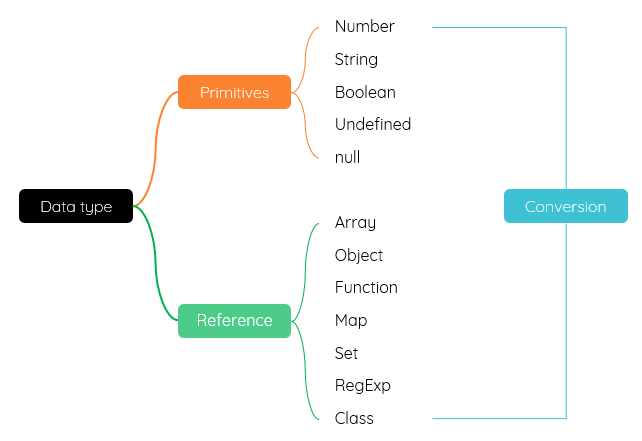 Data type
Primitives
Number
String
Boolean
Undefined
null
Reference
Array
Object
Function
Map
Set
RegExp
Class
Conversion